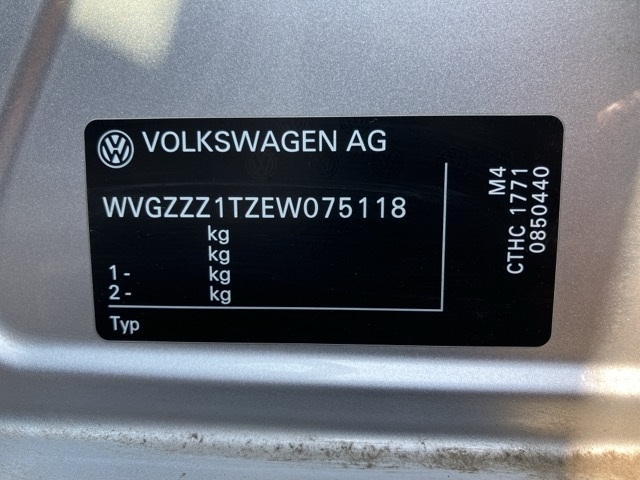 VOLKSWAGEN AG
WVGZZZ1TZEW075118
kg
kg
1- kg
2- kg
Typ
M4
CTHC 1771
0850440